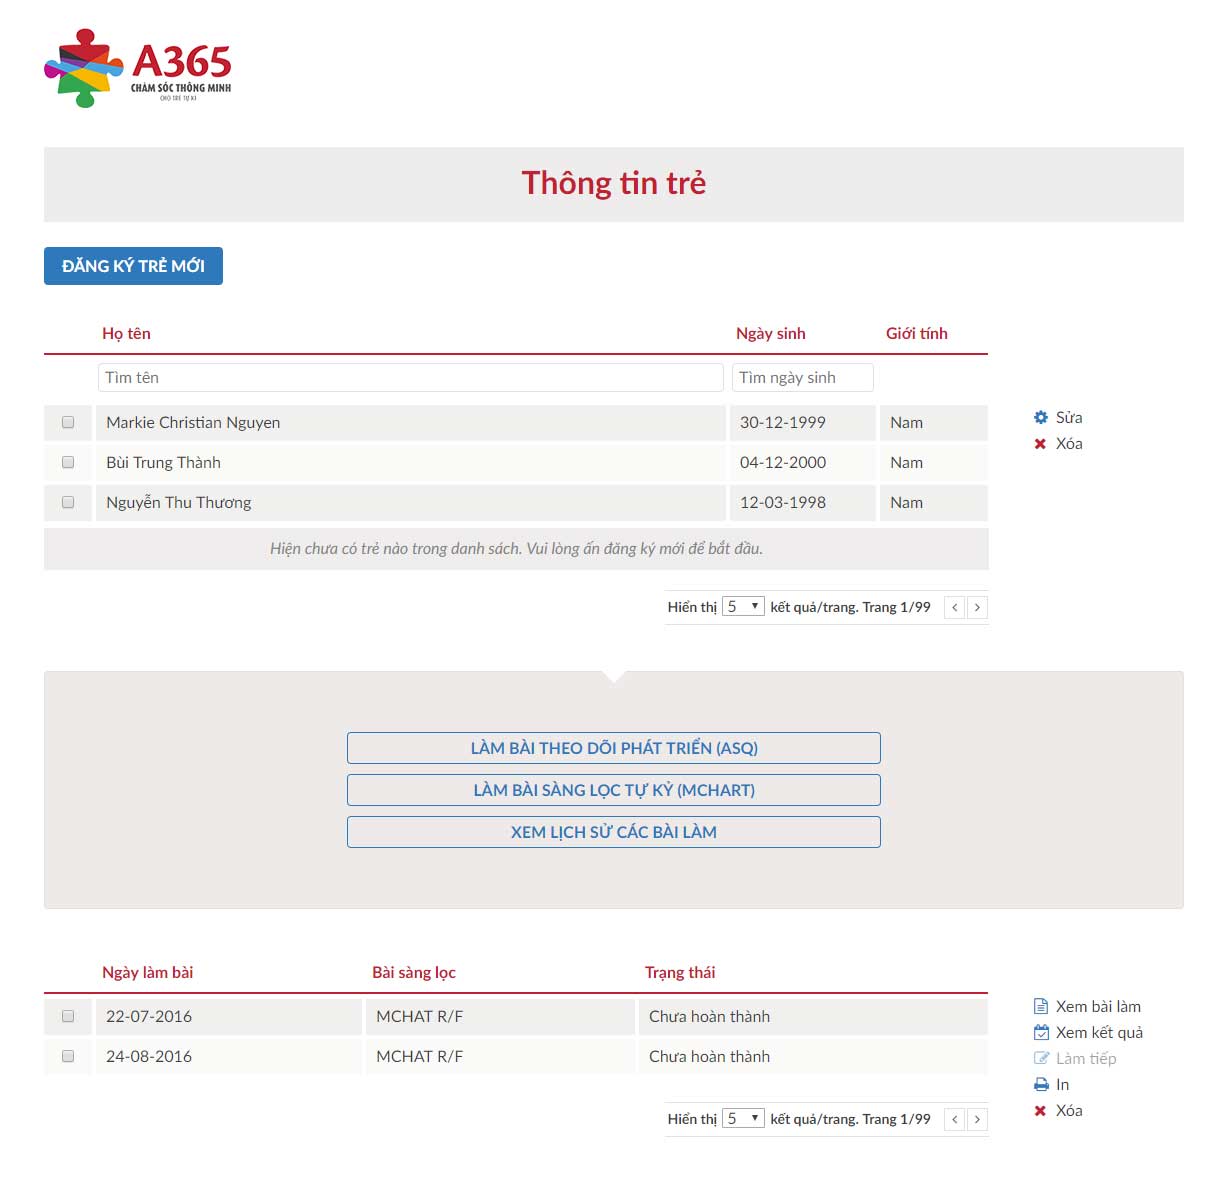 A365
CHĂM SÓC THÔNG MINH
CHO TRẺ TỰ KỈ
Thông tin trẻ
ĐĂNG KÝ TRẺ MỚI
Họ tên Ngày sinh Giới tính
Tìm tên Tìm ngày sinh
Markie Christian Nguyen 30-12-1999 Nam Sửa
Xóa
Bùi Trung Thành 04-12-2000 Nam
Nguyễn Thu Thương 12-03-1998 Nam
Hiện chưa có trẻ nào trong danh sách. Vui lòng ấn đăng ký mới để bắt đầu.
Hiển thị 5 kết quả/trang. Trang 1/99 < >
LÀM BÀI THEO DÕI PHÁT TRIỂN (ASQ)
LÀM BÀI SÀNG LỌC TỰ KỶ (MCHART)
XEM LỊCH SỬ CÁC BÀI LÀM
Ngày làm bài Bài sàng lọc Trạng thái
22-07-2016 MCHAT R/F Chưa hoàn thành
24-08-2016 MCHAT R/F Chưa hoàn thành
Xem bài làm
Xem kết quả
Làm tiếp
In
Xóa
Hiển thị 5 kết quả/trang. Trang 1/99 < >